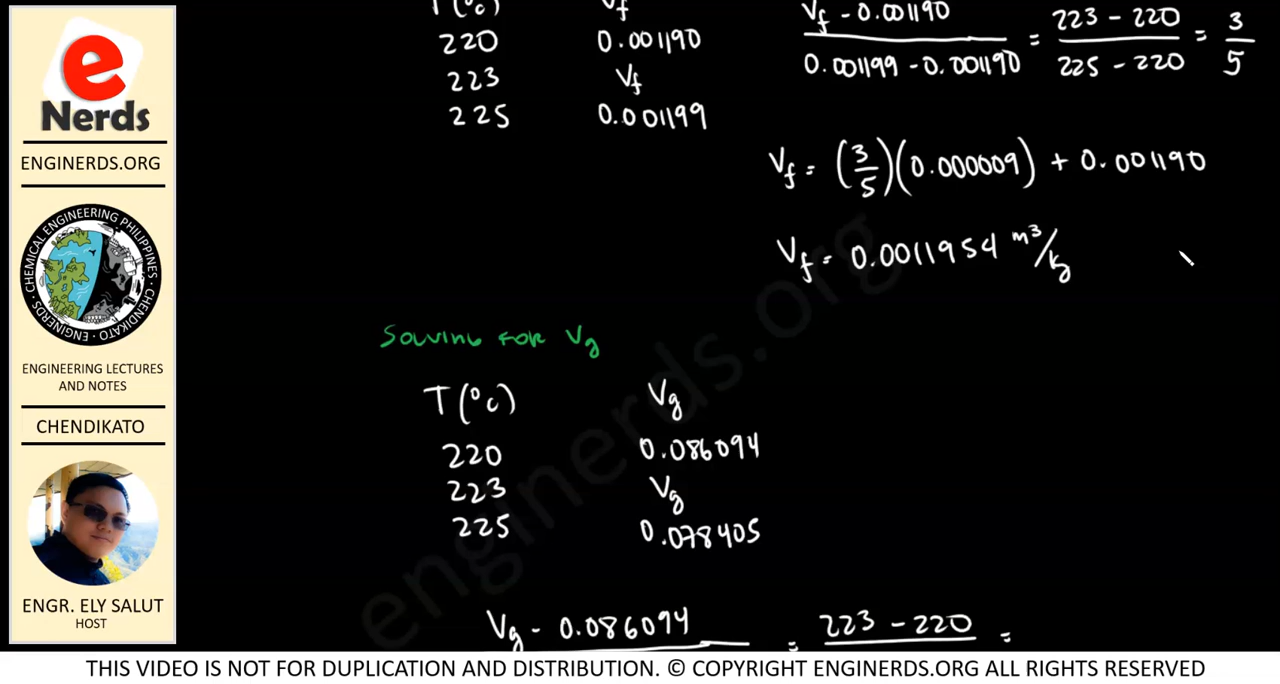 e
Nerds
ENGINERDS.ORG
CHEMICAL ENGINEERING PHILIPPINES • CHENDIKATO • ENGINERDS.ORG •
ENGINEERING LECTURES
AND NOTES
CHENDIKATO
ENGR. ELY SALUT
HOST
T(°C) Vf
220 0.001190
223 Vf
225 0.001199
Vf - 0.001190 / 0.001199 - 0.001190 = 223 - 220 / 225 - 220 = 3/5
Vf = (3/5)(0.000009) + 0.001190
Vf = 0.0011954 m³/kg
SOLVING FOR Vg
T(°C) Vg
220 0.086094
223 Vg
225 0.078405
Vg - 0.086094 = 223 - 220 =
enginerds.org
THIS VIDEO IS NOT FOR DUPLICATION AND DISTRIBUTION. © COPYRIGHT ENGINERDS.ORG ALL RIGHTS RESERVED